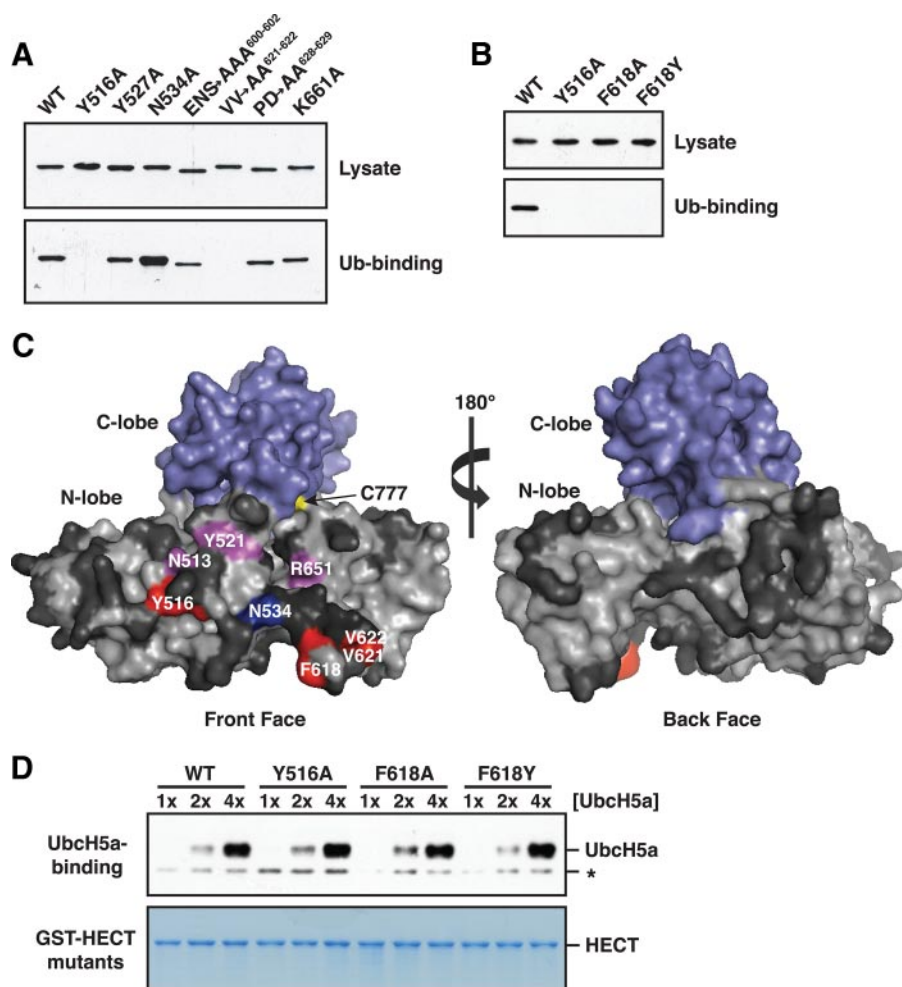 A
WT
Y516A
Y527A
N534A
ENS→AAA600-602
VV→AA621-622
PD→AA628-629
K661A
Lysate
Ub-binding
B
WT
Y516A
F618A
F618Y
Lysate
Ub-binding
C
C-lobe
N-lobe
C777
Y521
N513
R651
Y516
N534
V622
V621
F618
Front Face
180°
C-lobe
N-lobe
Back Face
D
WT Y516A F618A F618Y
1x 2x 4x 1x 2x 4x 1x 2x 4x 1x 2x 4x [UbcH5a]
UbcH5a-
binding
UbcH5a
*
GST-HECT
mutants
HECT